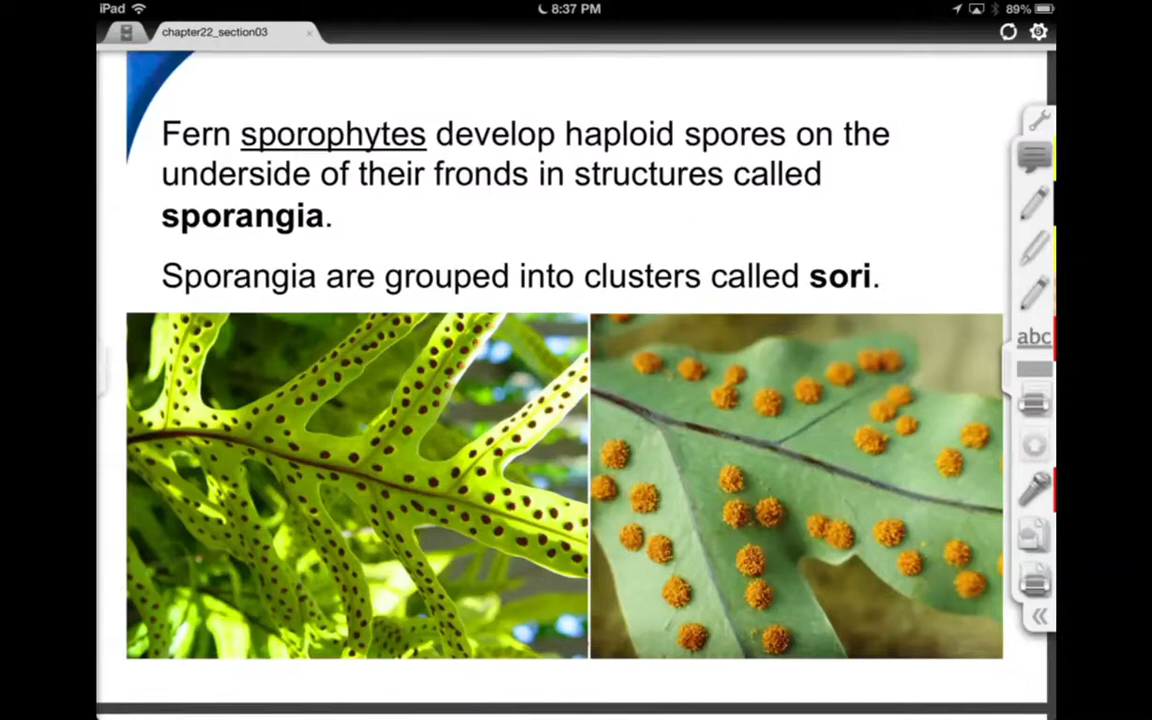 iPad 8:37 PM 89%
chapter22_section03 x
Fern sporophytes develop haploid spores on the
underside of their fronds in structures called
sporangia.
Sporangia are grouped into clusters called sori.
abc